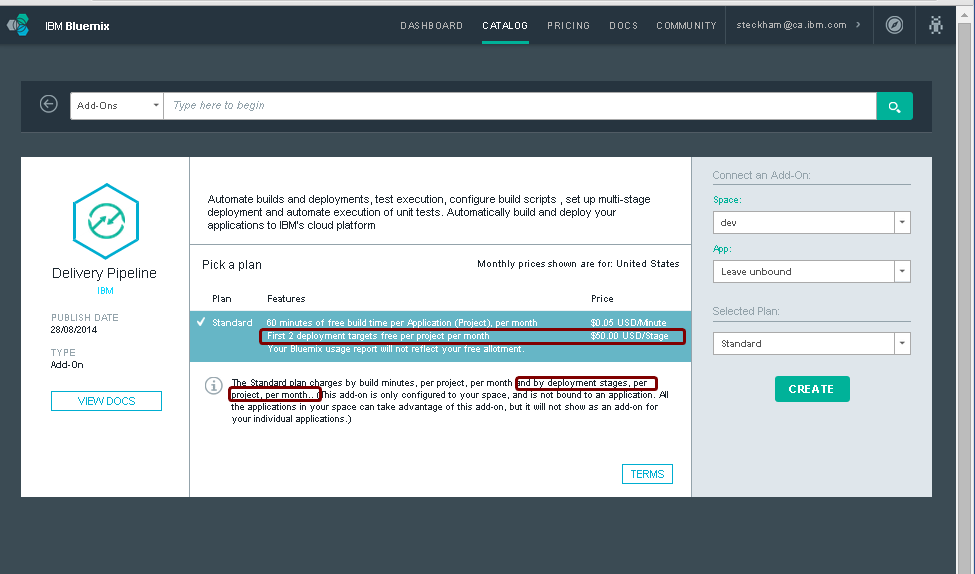 IBM Bluemix
DASHBOARD CATALOG PRICING DOCS COMMUNITY steckham@ca.ibm.com
Add-Ons Type here to begin
Delivery Pipeline
IBM
PUBLISH DATE
28/08/2014
TYPE
Add-On
VIEW DOCS
Automate builds and deployments, test execution, configure build scripts , set up multi-stage
deployment and automate execution of unit tests. Automatically build and deploy your
applications to IBM's cloud platform
Pick a plan Monthly prices shown are for: United States
Plan Features Price
Standard 60 minutes of free build time per Application (Project), per month $0.05 USD/Minute
First 2 deployment targets free per project per month $50.00 USD/Stage
Your Bluemix usage report will not reflect your free allotment.
The Standard plan charges by build minutes, per project, per month and by deployment stages, per
project, per month.. (This add-on is only configured to your space, and is not bound to an application. All
the applications in your space can take advantage of this add-on, but it will not show as an add-on for
your individual applications.)
TERMS
Connect an Add-On:
Space:
dev
App:
Leave unbound
Selected Plan:
Standard
CREATE